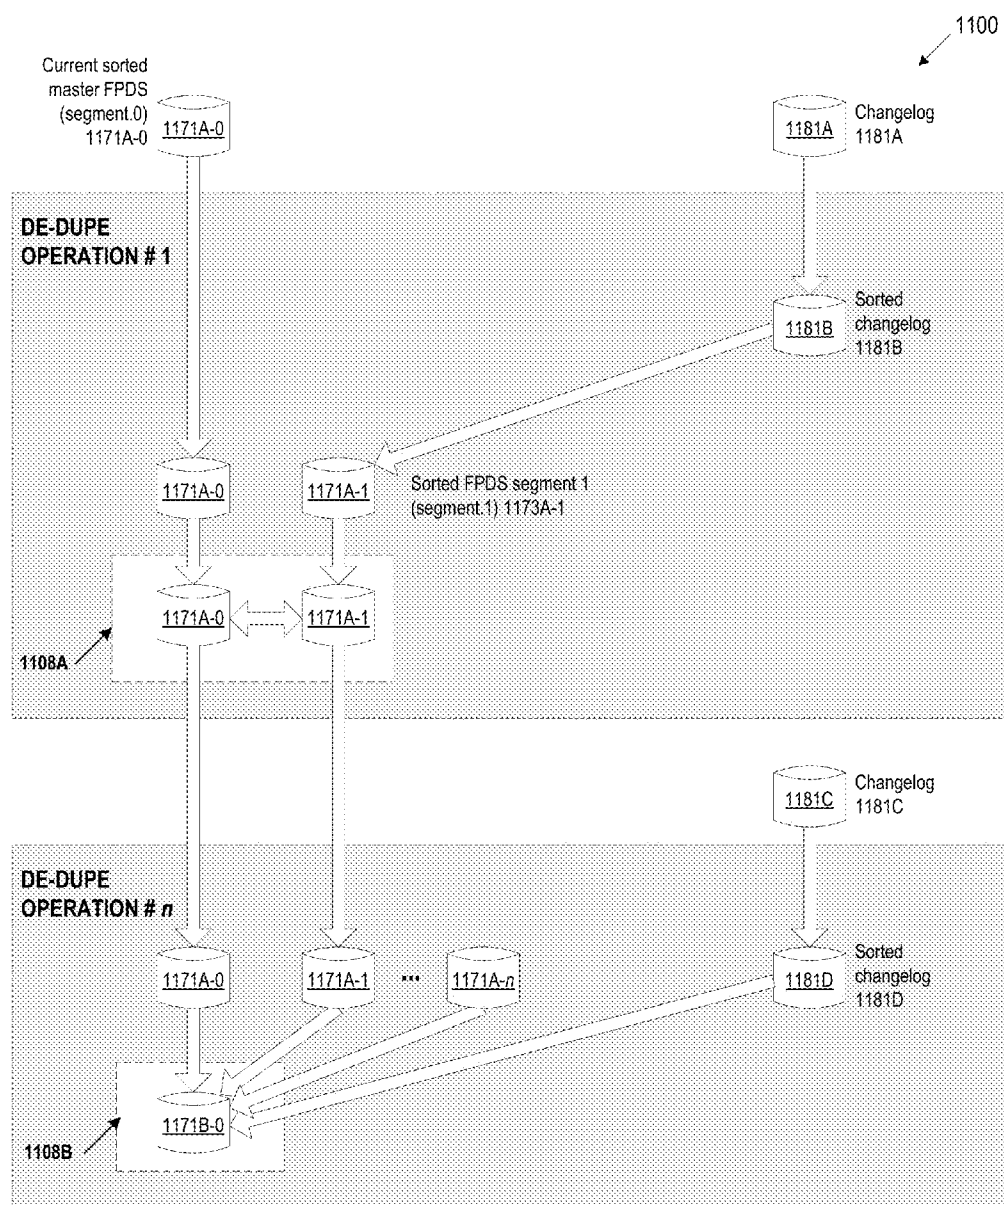 1100
Current sorted
master FPDS
(segment.0)
1171A-0
1171A-0
1181A
Changelog
1181A
DE-DUPE
OPERATION # 1
1181B
Sorted
changelog
1181B
1171A-0
1171A-1
Sorted FPDS segment 1
(segment.1) 1173A-1
1171A-0
1171A-1
1108A
1181C
Changelog
1181C
DE-DUPE
OPERATION # n
1171A-0
1171A-1
...
1171A-n
1181D
Sorted
changelog
1181D
1171B-0
1108B